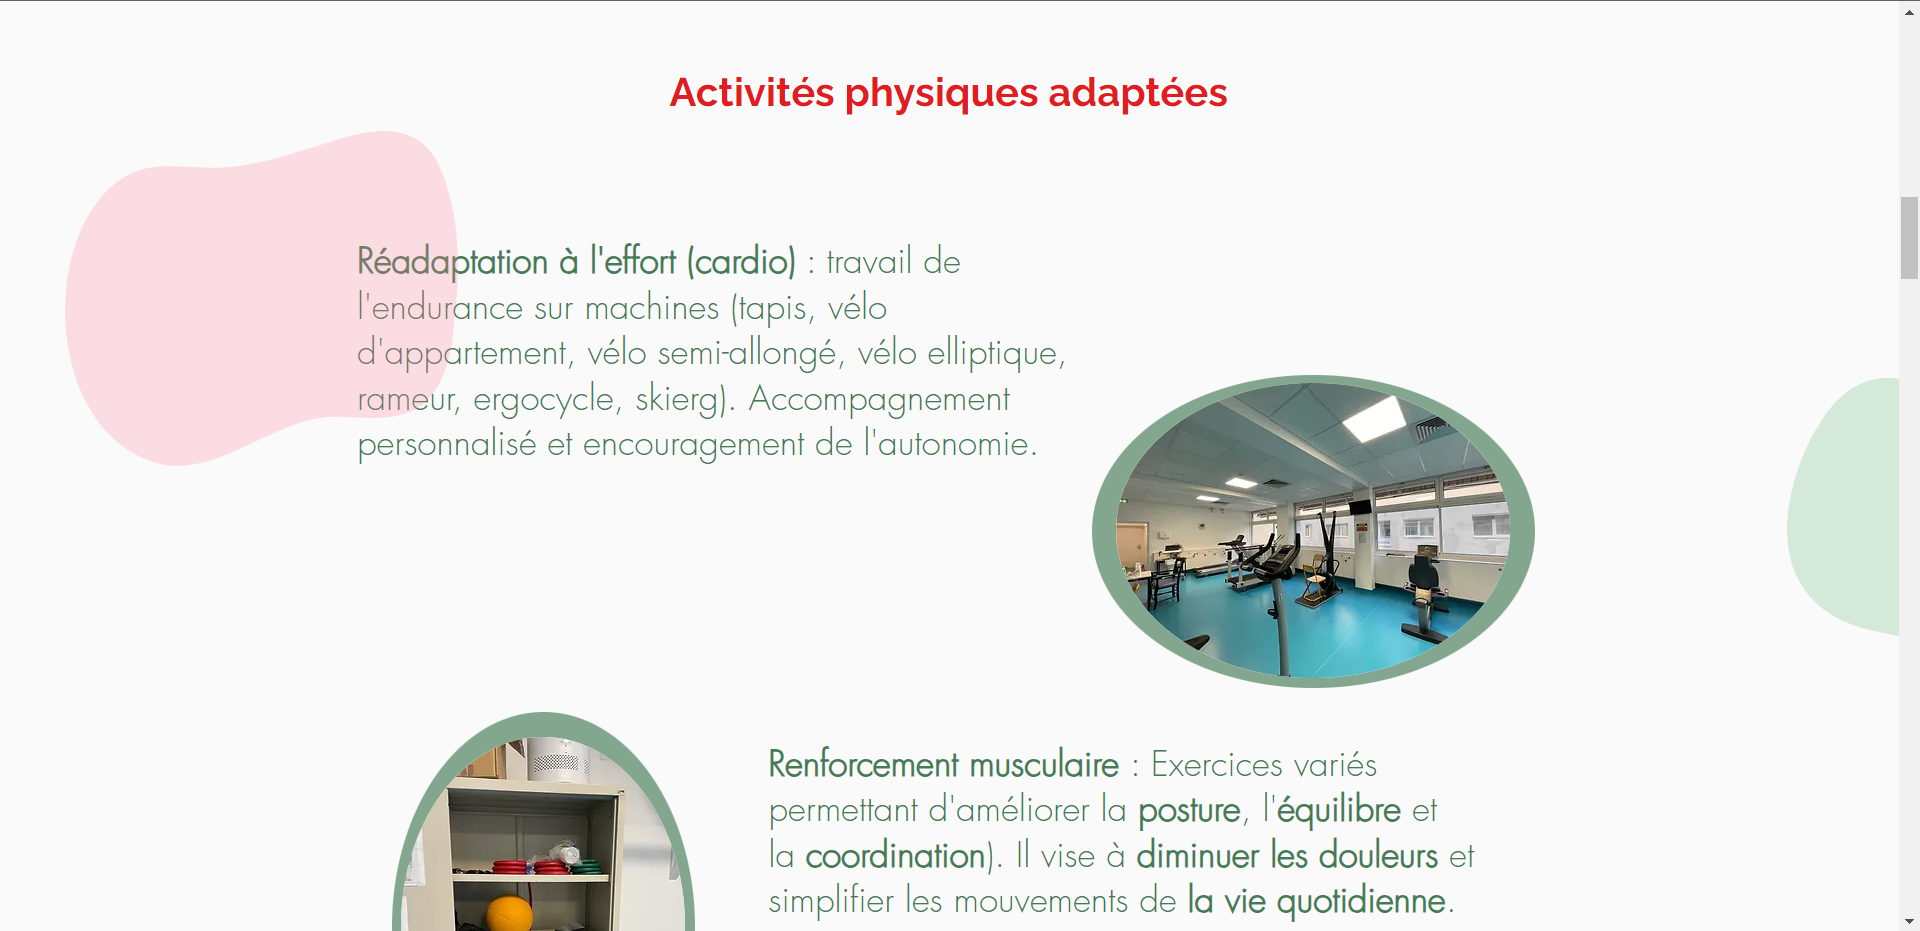 Activités physiques adaptées
Réadaptation à l'effort (cardio) : travail de
l'endurance sur machines (tapis, vélo
d'appartement, vélo semi-allongé, vélo elliptique,
rameur, ergocycle, skierg). Accompagnement
personnalisé et encouragement de l'autonomie.
Renforcement musculaire : Exercices variés
permettant d'améliorer la posture, l'équilibre et
la coordination). Il vise à diminuer les douleurs et
simplifier les mouvements de la vie quotidienne.